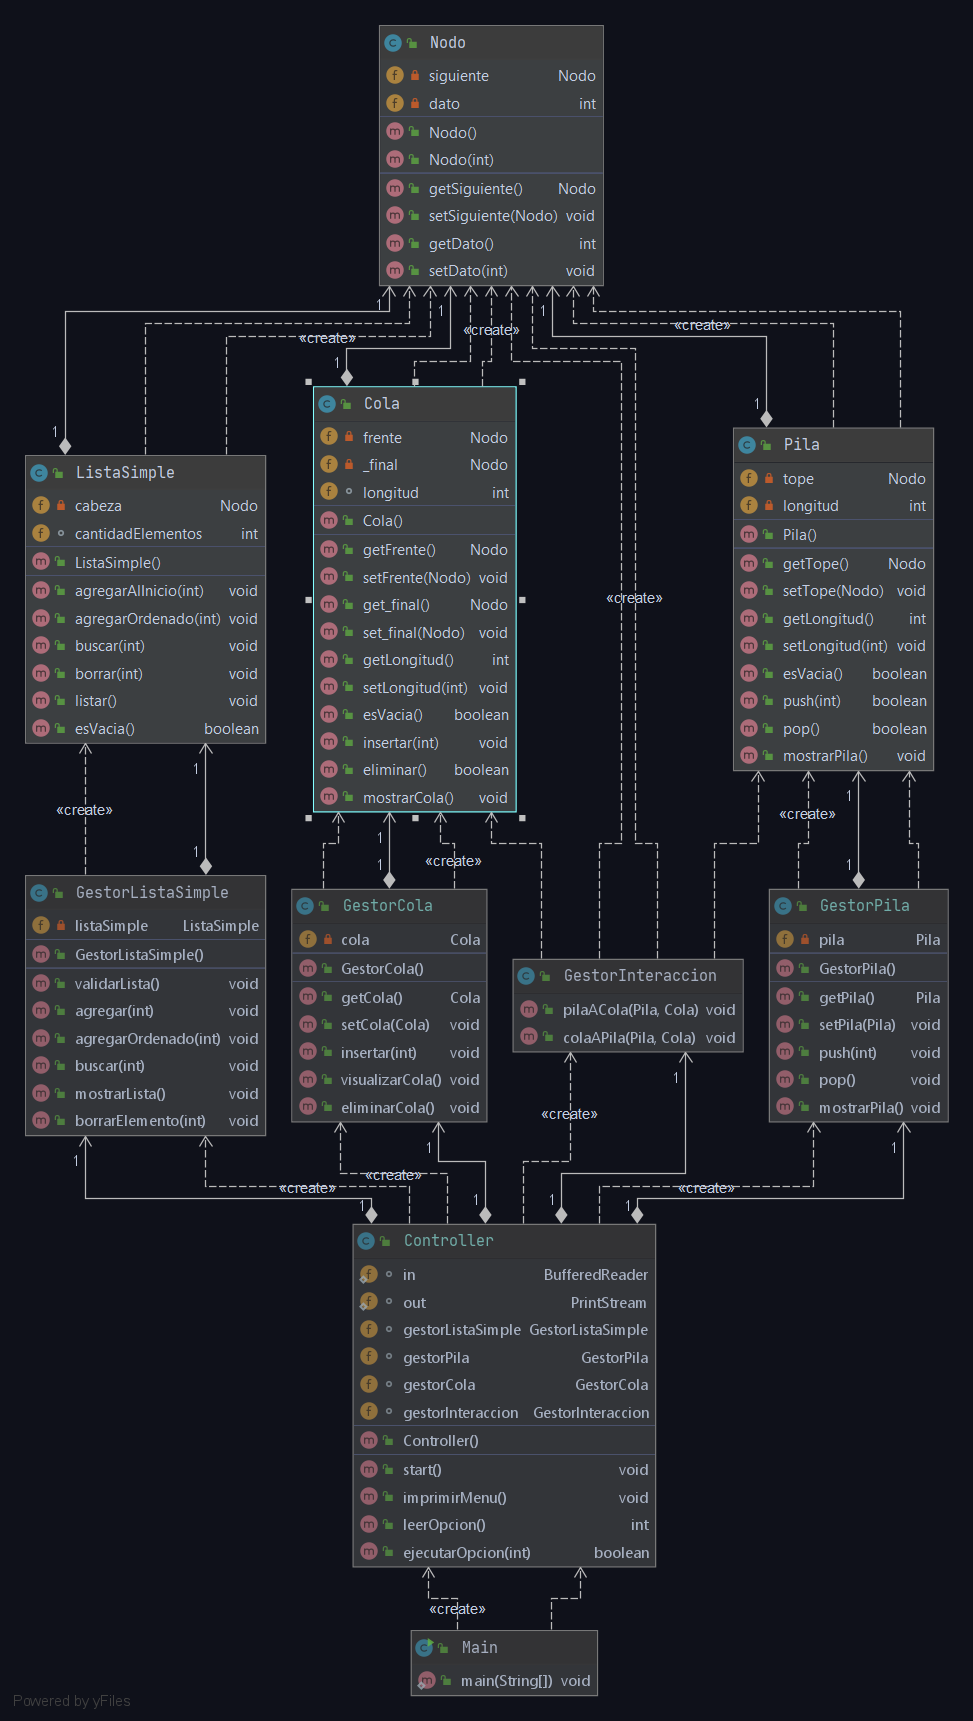 Nodo
siguiente Nodo
dato int
Nodo()
Nodo(int)
getSiguiente() Nodo
setSiguiente(Nodo) void
getDato() int
setDato(int) void
1 1 «create» 1
«create» «create»
1 1 1
Cola
frente Nodo
_final Nodo
longitud int
Cola()
getFrente() Nodo
setFrente(Nodo) void
get_final() Nodo
set_final(Nodo) void
getLongitud() int
setLongitud(int) void
esVacia() boolean
insertar(int) void
eliminar() boolean
mostrarCola() void
Pila
tope Nodo
longitud int
Pila()
getTope() Nodo
setTope(Nodo) void
getLongitud() int
setLongitud(int) void
esVacia() boolean
push(int) boolean
pop() boolean
mostrarPila() void
ListaSimple
cabeza Nodo
cantidadElementos int
ListaSimple()
agregarAlInicio(int) void
agregarOrdenado(int) void
buscar(int) void
borrar(int) void
listar() void
esVacia() boolean
«create»
1 1
«create» 1 «create»
1 1 «create» 1
GestorListaSimple
listaSimple ListaSimple
GestorListaSimple()
validarLista() void
agregar(int) void
agregarOrdenado(int) void
buscar(int) void
mostrarLista() void
borrarElemento(int) void
GestorCola
cola Cola
GestorCola()
getCola() Cola
setCola(Cola) void
insertar(int) void
visualizarCola() void
eliminarCola() void
GestorInteraccion
pilaACola(Pila, Cola) void
colaAPila(Pila, Cola) void
GestorPila
pila Pila
GestorPila()
getPila() Pila
setPila(Pila) void
push(int) void
pop() void
mostrarPila() void
1
«create»
1 1 1
«create»
«create» «create»
1 1 1 1
Controller
in BufferedReader
out PrintStream
gestorListaSimple GestorListaSimple
gestorPila GestorPila
gestorCola GestorCola
gestorInteraccion GestorInteraccion
Controller()
start() void
imprimirMenu() void
leerOpcion() int
ejecutarOpcion(int) boolean
«create»
Main
main(String[]) void
Powered by yFiles